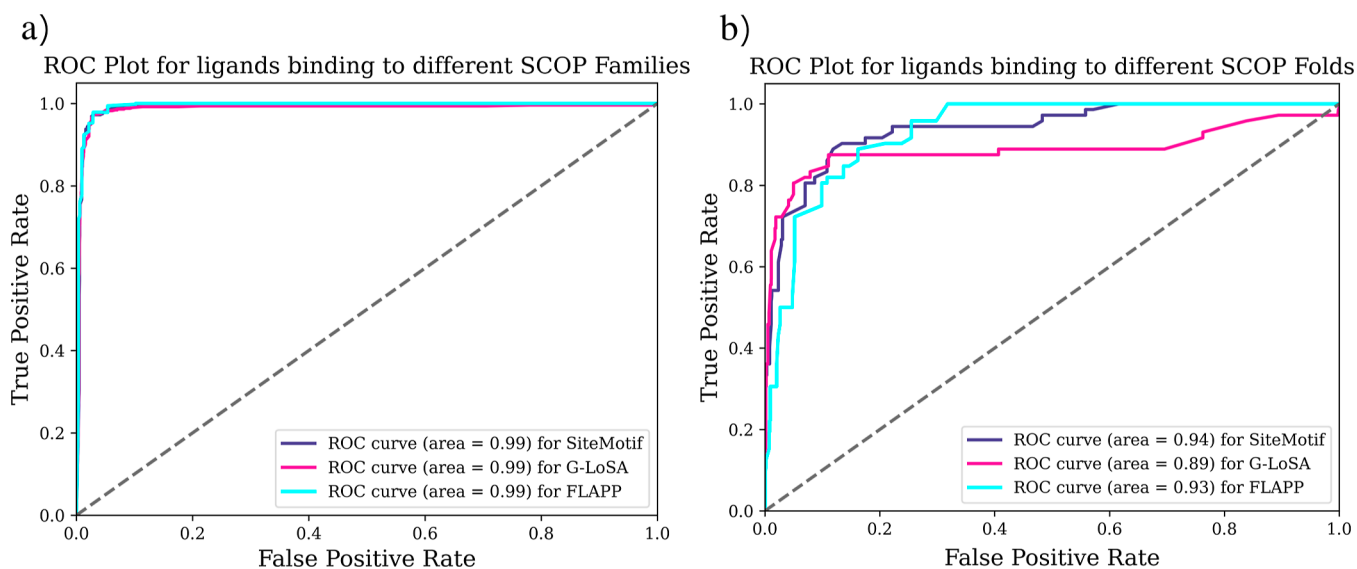 a)
ROC Plot for ligands binding to different SCOP Families
True Positive Rate
1.0
0.8
0.6
0.4
0.2
0.0
ROC curve (area = 0.99) for SiteMotif
ROC curve (area = 0.99) for G-LoSA
ROC curve (area = 0.99) for FLAPP
0.0 0.2 0.4 0.6 0.8 1.0
False Positive Rate
b)
ROC Plot for ligands binding to different SCOP Folds
True Positive Rate
1.0
0.8
0.6
0.4
0.2
0.0
ROC curve (area = 0.94) for SiteMotif
ROC curve (area = 0.89) for G-LoSA
ROC curve (area = 0.93) for FLAPP
0.0 0.2 0.4 0.6 0.8 1.0
False Positive Rate